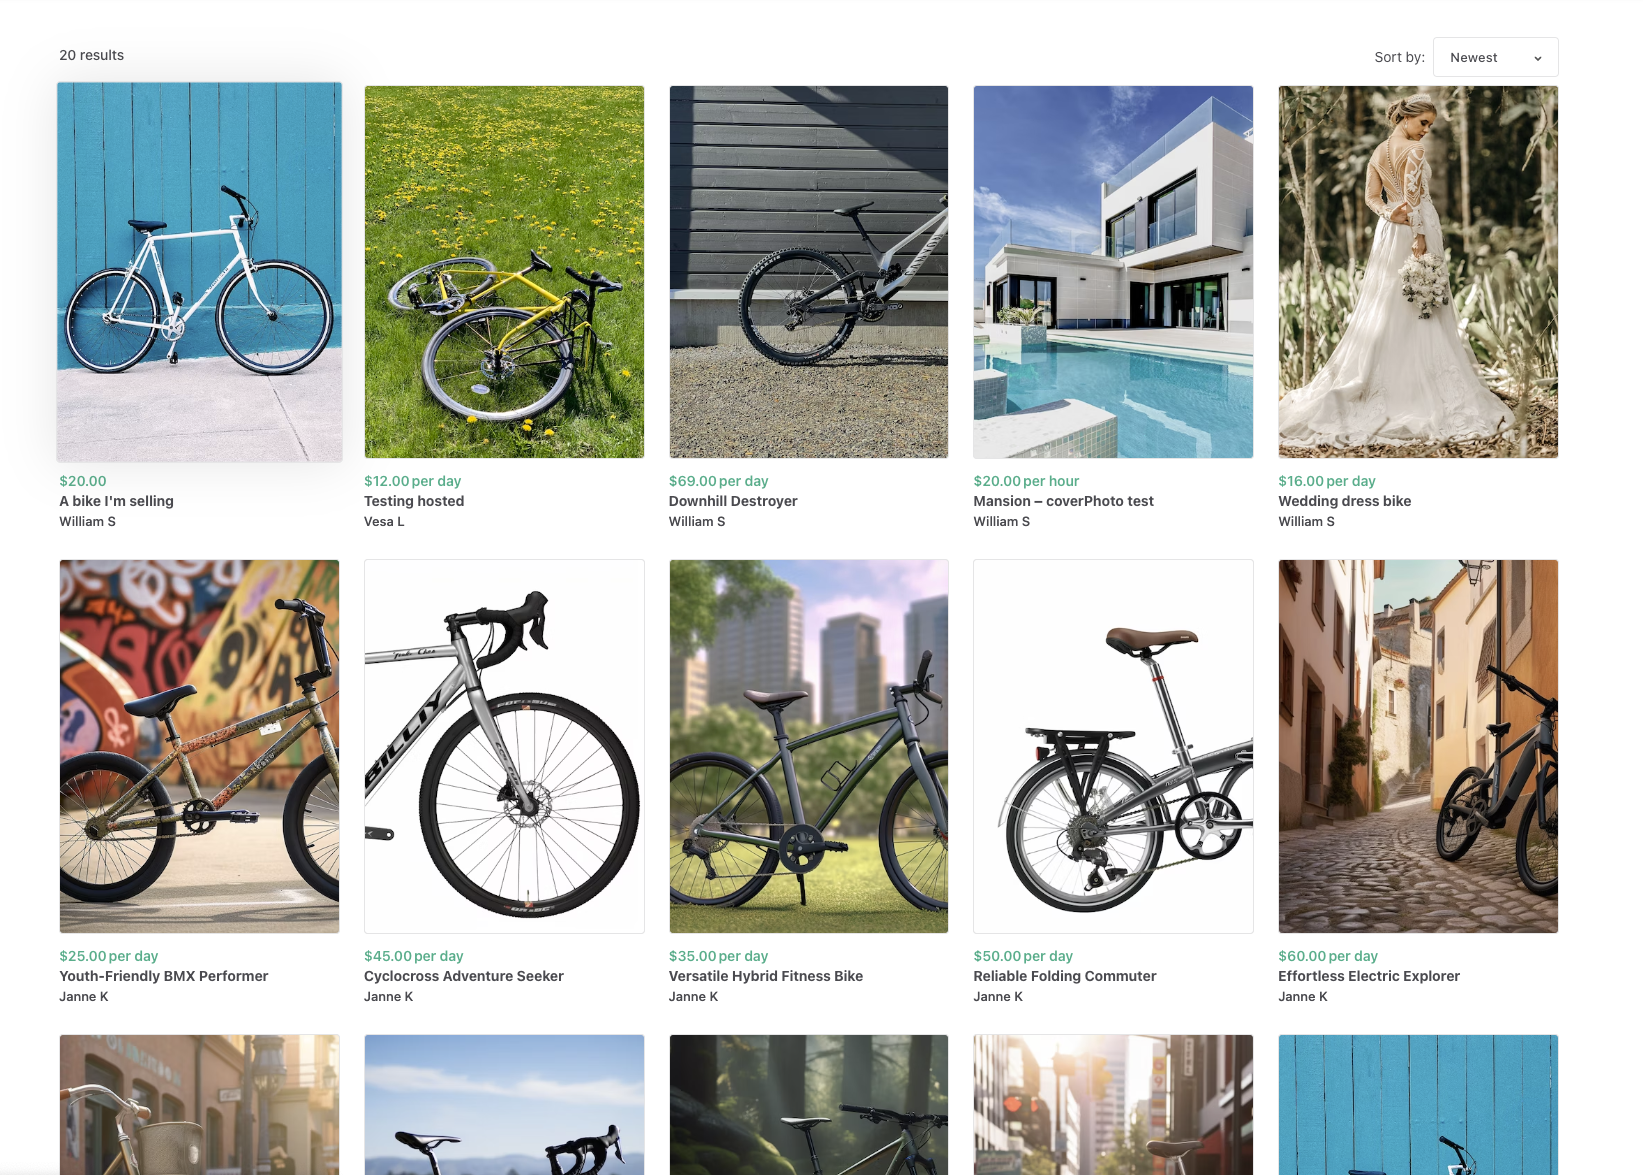 20 results
Sort by: Newest
$20.00
A bike I'm selling
William S
$12.00 per day
Testing hosted
Vesa L
CANYON
$69.00 per day
Downhill Destroyer
William S
$20.00 per hour
Mansion – coverPhoto test
William S
$16.00 per day
Wedding dress bike
William S
$25.00 per day
Youth-Friendly BMX Performer
Janne K
$45.00 per day
Cyclocross Adventure Seeker
Janne K
$35.00 per day
Versatile Hybrid Fitness Bike
Janne K
$50.00 per day
Reliable Folding Commuter
Janne K
$60.00 per day
Effortless Electric Explorer
Janne K